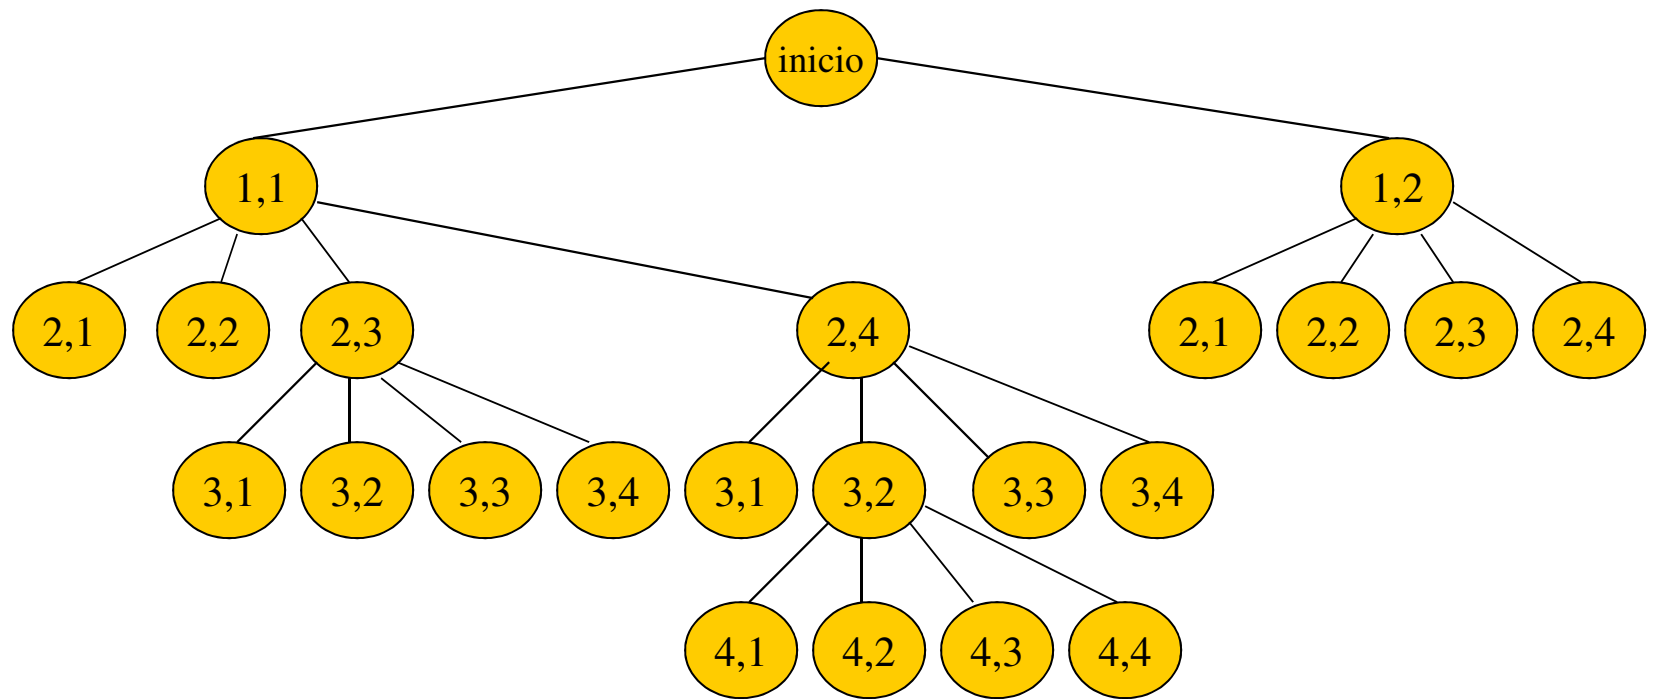 inicio
1,1 1,2
2,1 2,2 2,3 2,4 2,1 2,2 2,3 2,4
3,1 3,2 3,3 3,4 3,1 3,2 3,3 3,4
4,1 4,2 4,3 4,4